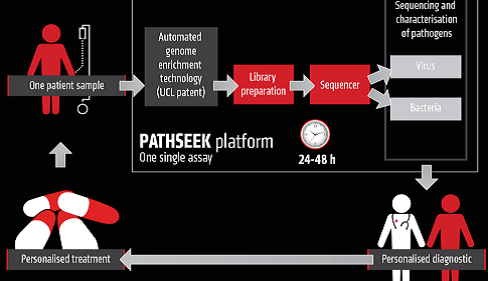 Sequencing and
characterisation
of pathogens
Automated
genome
enrichment
technology
(UCL patent)
One patient sample
Library
preparation
Sequencer
Virus
Bacteria
PATHSEEK platform
One single assay
24-48 h
Personalised treatment
Personalised diagnostic